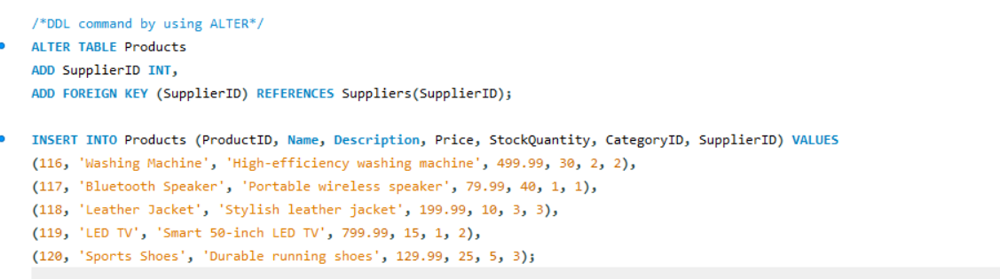 /*DDL command by using ALTER*/
ALTER TABLE Products
ADD SupplierID INT,
ADD FOREIGN KEY (SupplierID) REFERENCES Suppliers(SupplierID);
INSERT INTO Products (ProductID, Name, Description, Price, StockQuantity, CategoryID, SupplierID) VALUES
(116, 'Washing Machine', 'High-efficiency washing machine', 499.99, 30, 2, 2),
(117, 'Bluetooth Speaker', 'Portable wireless speaker', 79.99, 40, 1, 1),
(118, 'Leather Jacket', 'Stylish leather jacket', 199.99, 10, 3, 3),
(119, 'LED TV', 'Smart 50-inch LED TV', 799.99, 15, 1, 2),
(120, 'Sports Shoes', 'Durable running shoes', 129.99, 25, 5, 3);